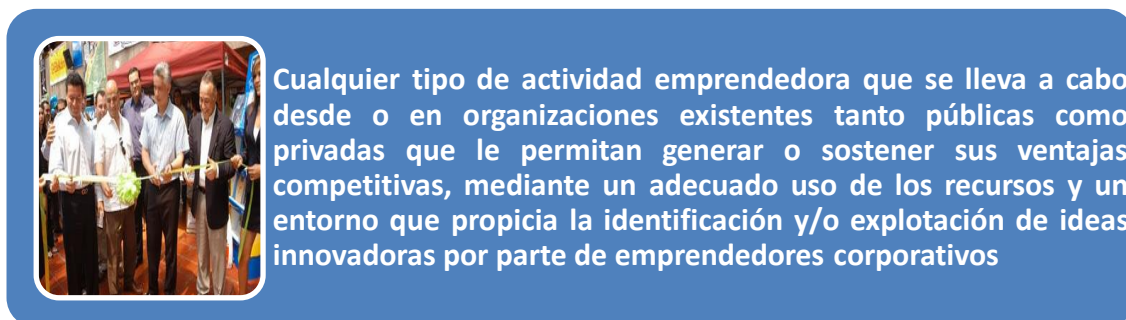 Cualquier tipo de actividad emprendedora que se lleva a cabo
desde o en organizaciones existentes tanto públicas como
privadas que le permitan generar o sostener sus ventajas
competitivas, mediante un adecuado uso de los recursos y un
entorno que propicia la identificación y/o explotación de ideas
innovadoras por parte de emprendedores corporativos